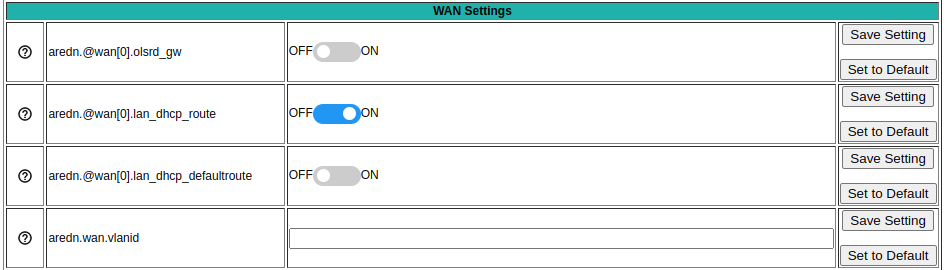 WAN Settings
aredn.@wan[0].olsrd_gw
OFF ON
Save Setting
Set to Default
aredn.@wan[0].lan_dhcp_route
OFF ON
Save Setting
Set to Default
aredn.@wan[0].lan_dhcp_defaultroute
OFF ON
Save Setting
Set to Default
aredn.wan.vlanid
Save Setting
Set to Default